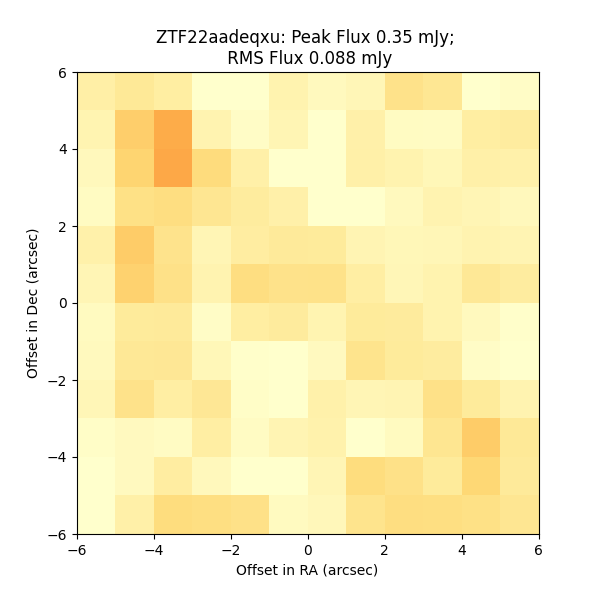 ZTF22aadeqxu: Peak Flux 0.35 mJy;
RMS Flux 0.088 mJy
6
4
2
0
−2
−4
−6
Offset in Dec (arcsec)
−6 −4 −2 0 2 4 6
Offset in RA (arcsec)